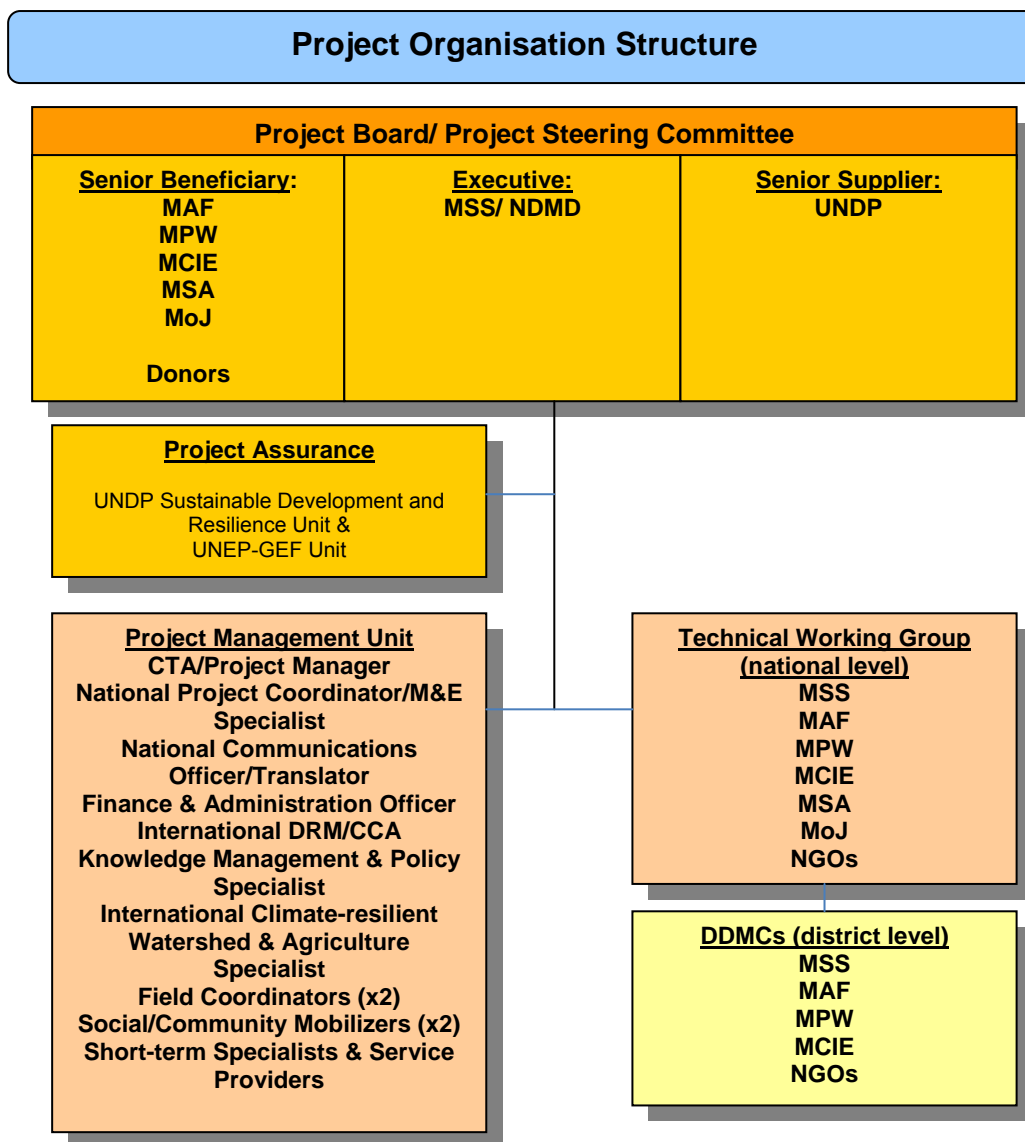 Project Organisation Structure
Project Board/ Project Steering Committee
Senior Beneficiary:
MAF
MPW
MCIE
MSA
MoJ
Donors
Executive:
MSS/ NDMD
Senior Supplier:
UNDP
Project Assurance
UNDP Sustainable Development and
Resilience Unit &
UNEP-GEF Unit
Project Management Unit
CTA/Project Manager
National Project Coordinator/M&E
Specialist
National Communications
Officer/Translator
Finance & Administration Officer
International DRM/CCA
Knowledge Management & Policy
Specialist
International Climate-resilient
Watershed & Agriculture
Specialist
Field Coordinators (x2)
Social/Community Mobilizers (x2)
Short-term Specialists & Service
Providers
Technical Working Group
(national level)
MSS
MAF
MPW
MCIE
MSA
MoJ
NGOs
DDMCs (district level)
MSS
MAF
MPW
MCIE
NGOs